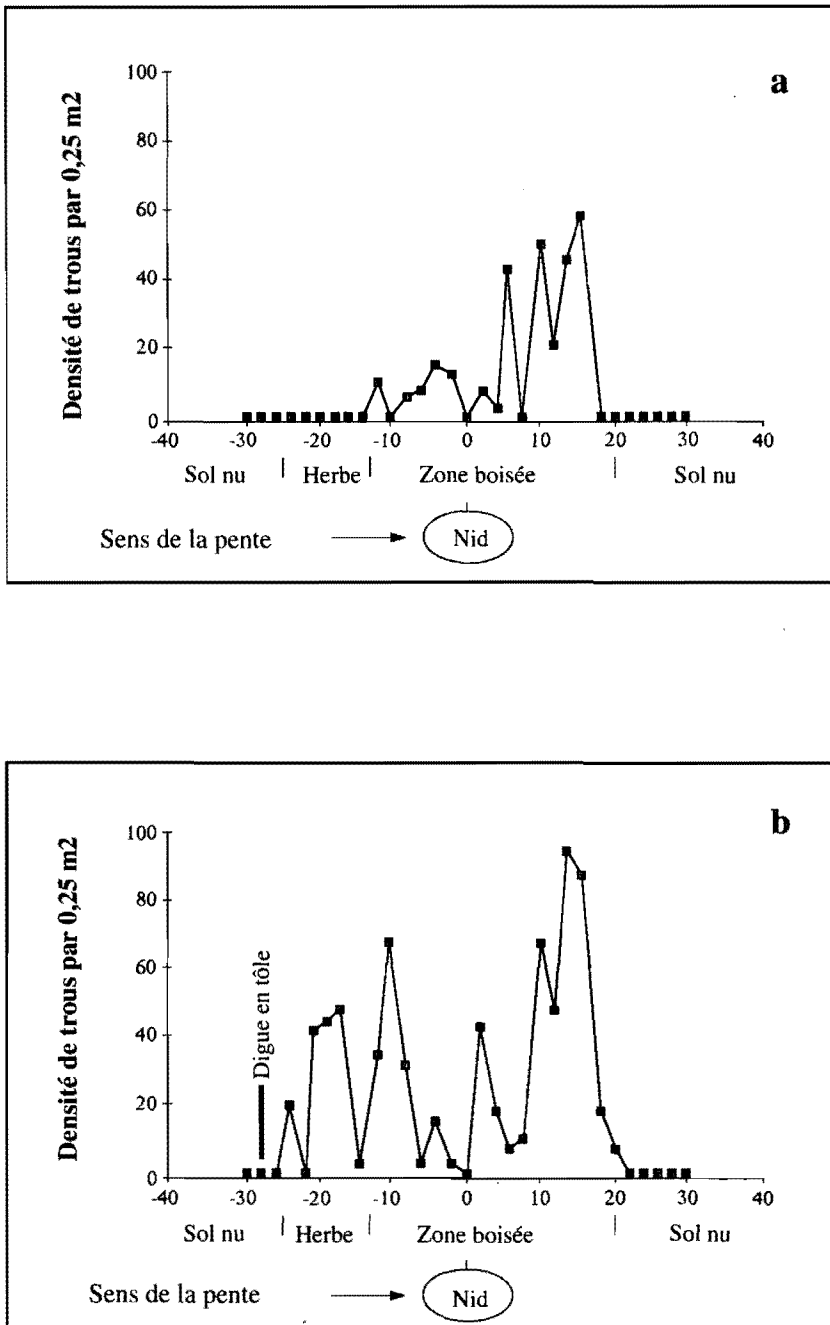 a
Densité de trous par 0,25 m2
100
80
60
40
20
0
-40 -30 -20 -10 0 10 20 30 40
Sol nu | Herbe | Zone boisée | Sol nu
Sens de la pente Nid
b
Densité de trous par 0,25 m2
100
80
60
40
20
0
Digue en tôle
-40 -30 -20 -10 0 10 20 30 40
Sol nu | Herbe | Zone boisée | Sol nu
Sens de la pente Nid